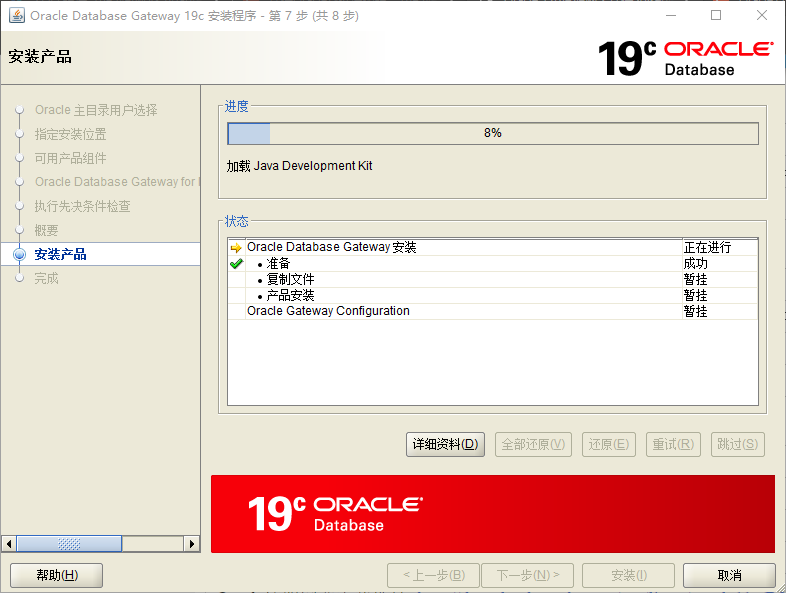 Oracle Database Gateway 19c 安装程序 - 第 7 步 (共 8 步)
安装产品
19c ORACLE
Database
Oracle 主目录用户选择
指定安装位置
可用产品组件
Oracle Database Gateway for
执行先决条件检查
概要
安装产品
完成
进度
8%
加载 Java Development Kit
状态
Oracle Database Gateway 安装 正在进行
• 准备 成功
• 复制文件 暂挂
• 产品安装 暂挂
Oracle Gateway Configuration 暂挂
详细资料(D) 全部还原(V) 还原(E) 重试(R) 跳过(S)
19c ORACLE
Database
帮助(H) < 上一步(B) 下一步(N) > 安装(I) 取消